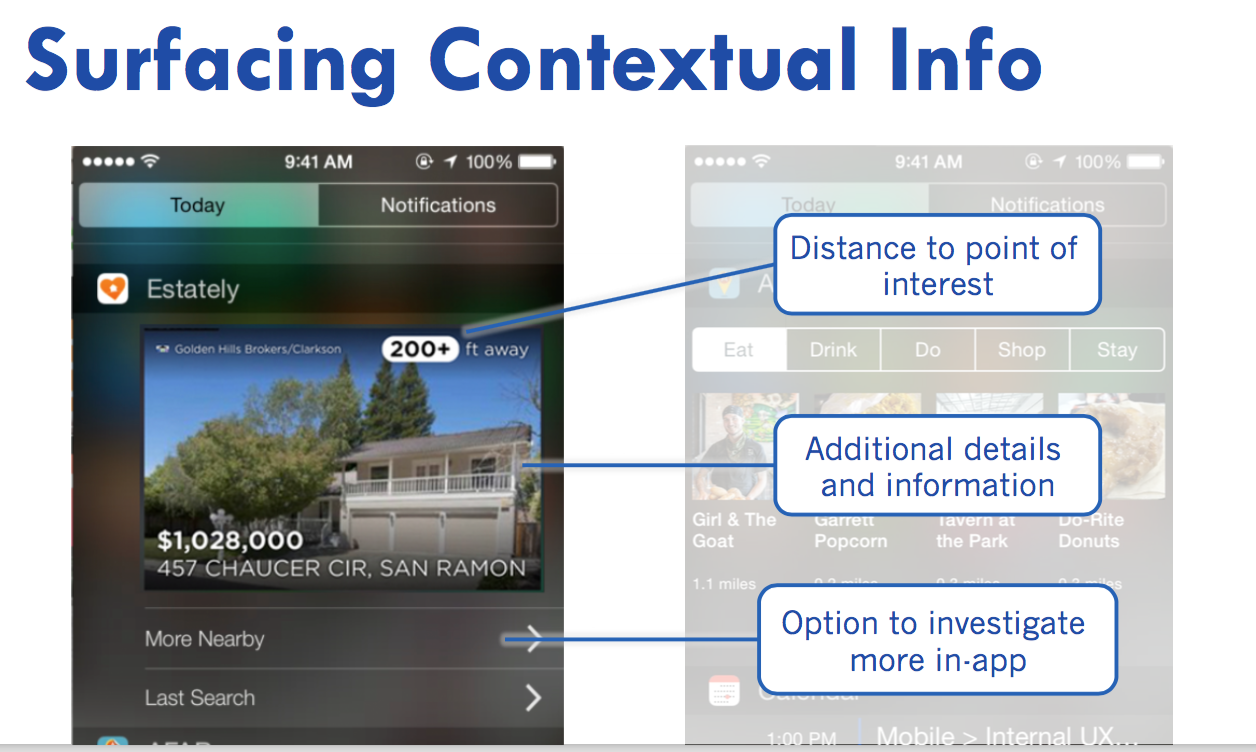 Surfacing Contextual Info
9:41 AM
100%
Today
Notifications
Estately
Golden Hills Brokers/Clarkson
200+ ft away
$1,028,000
457 CHAUCER CIR, SAN RAMON
More Nearby
Last Search
AFAR
Distance to point of
interest
Additional details
and information
Option to investigate
more in-app
9:41 AM
100%
Today
Notifications
A
Eat
Drink
Do
Shop
Stay
Girl & The
Goat
1.1 miles
Garrett
Popcorn
Tavern at
the Park
Do-Rite
Donuts
Calendar
1:00 PM
Mobile > Internal UX...